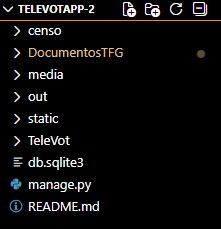 TELEVOTAPP-2
censo
DocumentosTFG
media
out
static
TeleVot
db.sqlite3
manage.py
README.md